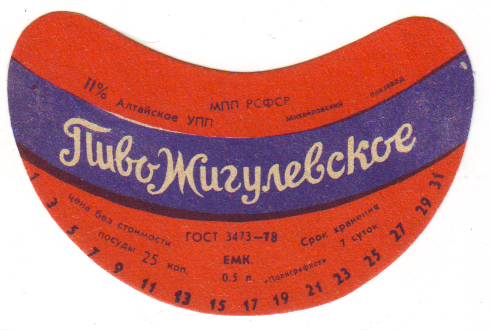 11% Алтайское УПП
МПП РСФСР
Михайловский пивзавод
Пиво Жигулевское
цена без стоимости
посуды 25 коп.
ГОСТ 3473-78
ЕМК.
0.5 л.
Срок хранения
7 суток
«Полиграфист»
1 3 5 7 9 11 13 15 17 19 21 23 25 27 29 31